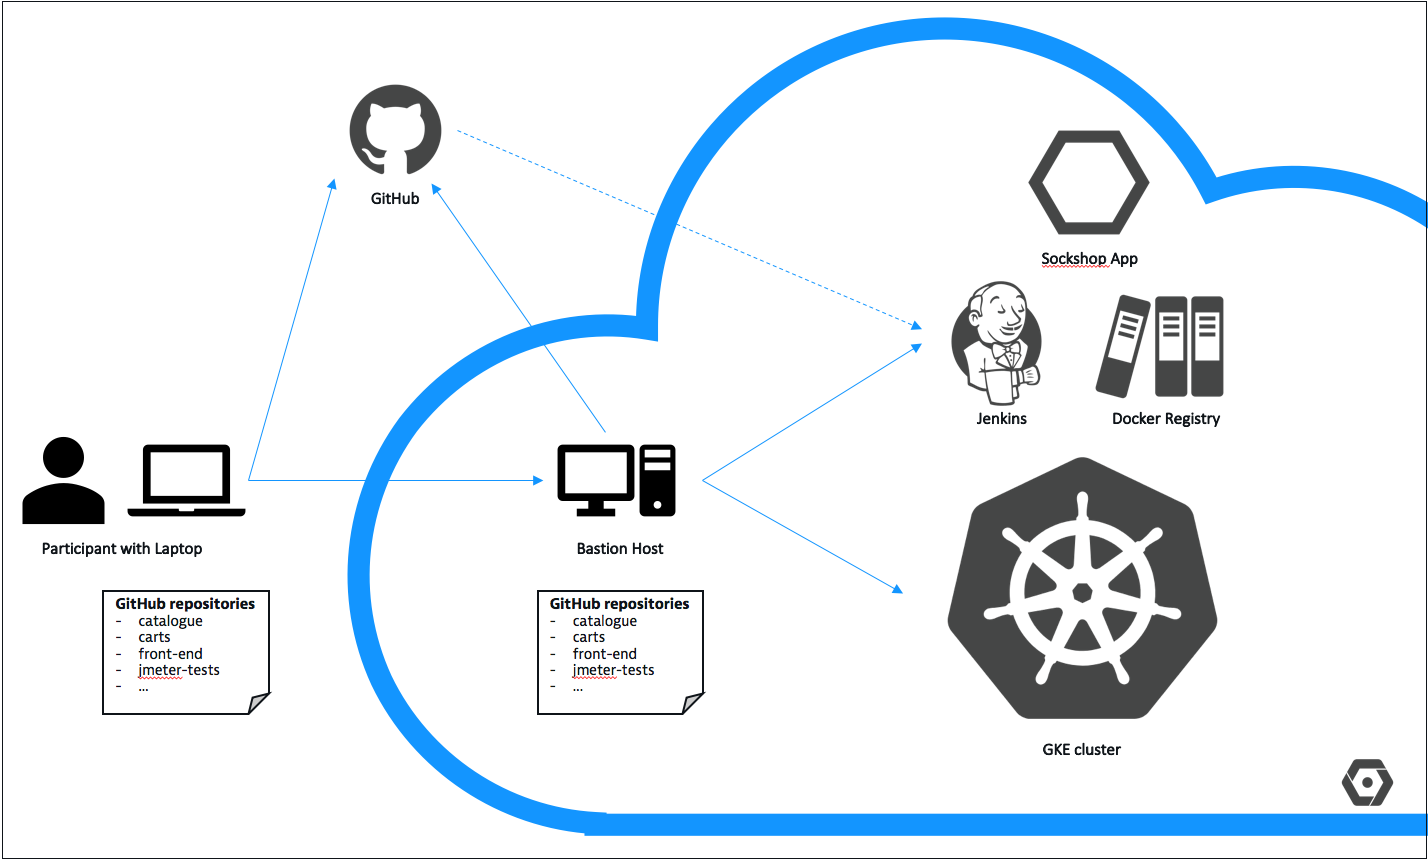 GitHub
Sockshop App
Jenkins
Docker Registry
Participant with Laptop
Bastion Host
GitHub repositories
- catalogue
- carts
- front-end
- jmeter-tests
- ...
GitHub repositories
- catalogue
- carts
- front-end
- jmeter-tests
- ...
GKE cluster